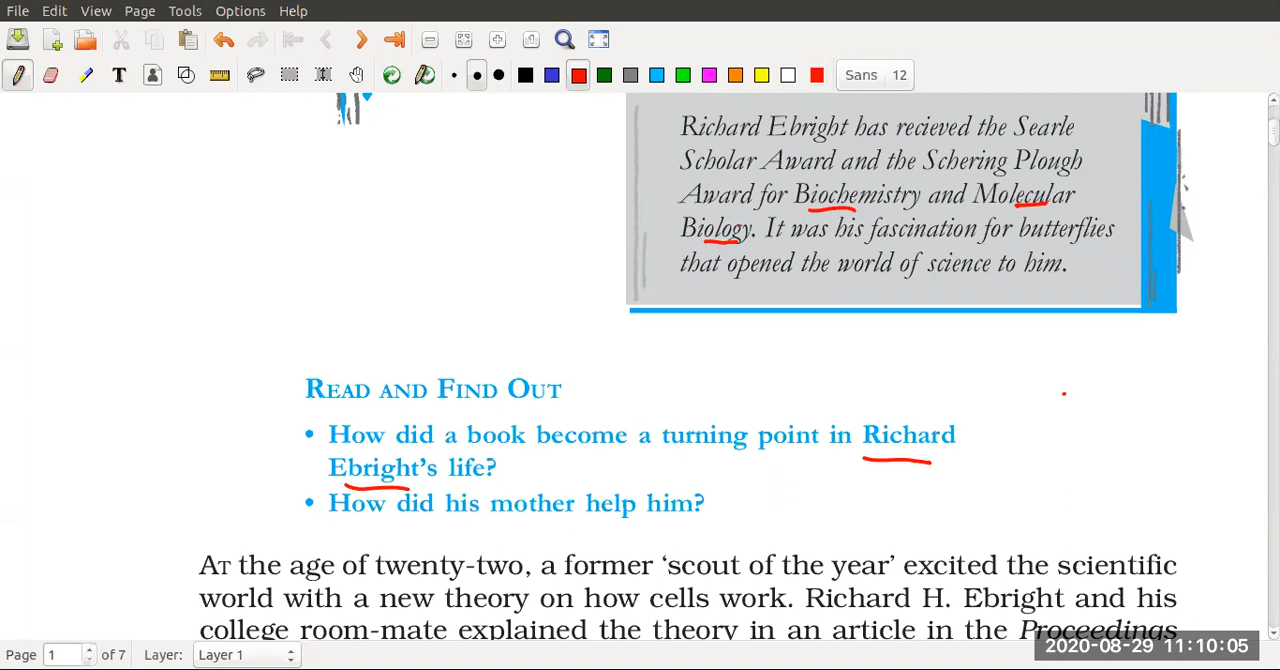 File Edit View Page Tools Options Help
T Sans 12
Richard Ebright has recieved the Searle
Scholar Award and the Schering Plough
Award for Biochemistry and Molecular
Biology. It was his fascination for butterflies
that opened the world of science to him.
READ AND FIND OUT
• How did a book become a turning point in Richard
Ebright's life?
• How did his mother help him?
AT the age of twenty-two, a former ‘scout of the year’ excited the scientific
world with a new theory on how cells work. Richard H. Ebright and his
college room-mate explained the theory in an article in the Proceedings
2020-08-29 11:10:05
Page 1 of 7 Layer: Layer 1